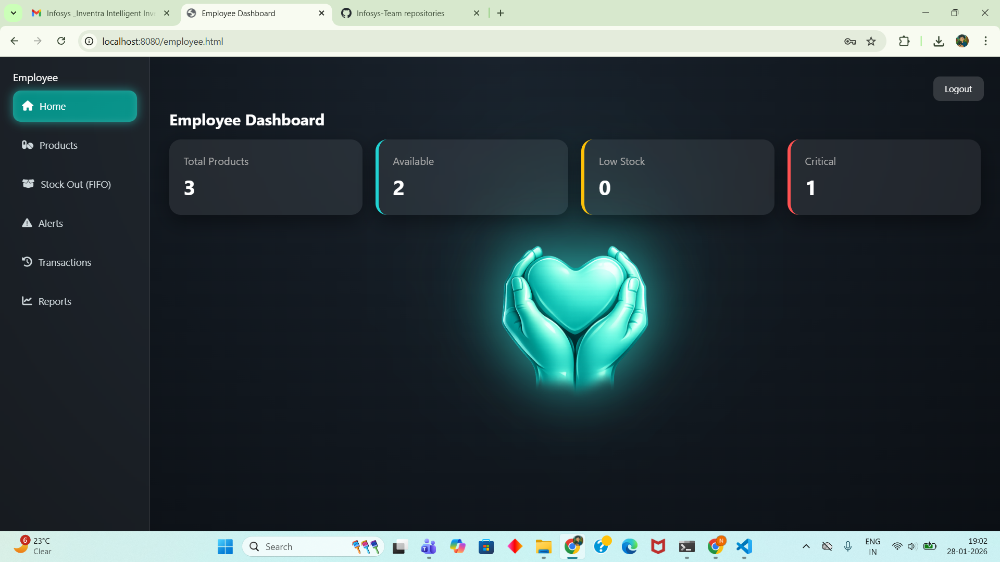 Infosys _Inventra Intelligent Inve
Employee Dashboard
Infosys-Team repositories
localhost:8080/employee.html
Employee
Home
Products
Stock Out (FIFO)
Alerts
Transactions
Reports
Logout
Employee Dashboard
Total Products
3
Available
2
Low Stock
0
Critical
1
6
23°C
Clear
Search
T
N
ENG
IN
19:02
28-01-2026